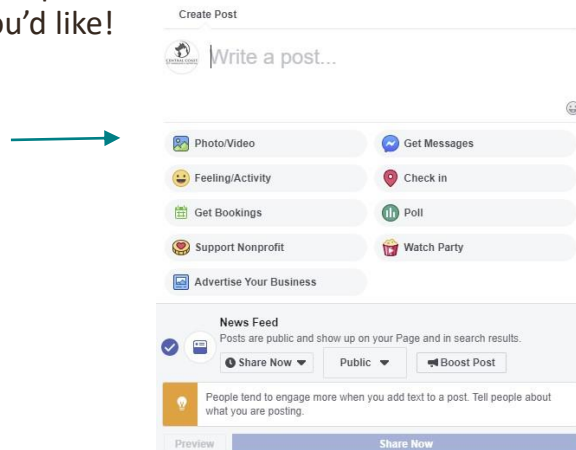 ou'd like!
Create Post
Write a post...
Photo/Video
Get Messages
Feeling/Activity
Check in
Get Bookings
Poll
Support Nonprofit
Watch Party
Advertise Your Business
News Feed
Posts are public and show up on your Page and in search results.
Share Now
Public
Boost Post
People tend to engage more when you add text to a post. Tell people about
what you are posting.
Preview
Share Now